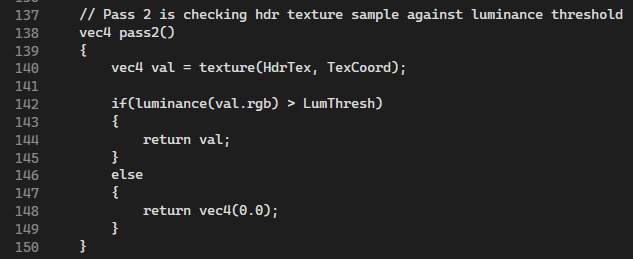 137 // Pass 2 is checking hdr texture sample against luminance threshold
138 vec4 pass2()
139 {
140 vec4 val = texture(HdrTex, TexCoord);
141
142 if(luminance(val.rgb) > LumThresh)
143 {
144 return val;
145 }
146 else
147 {
148 return vec4(0.0);
149 }
150 }